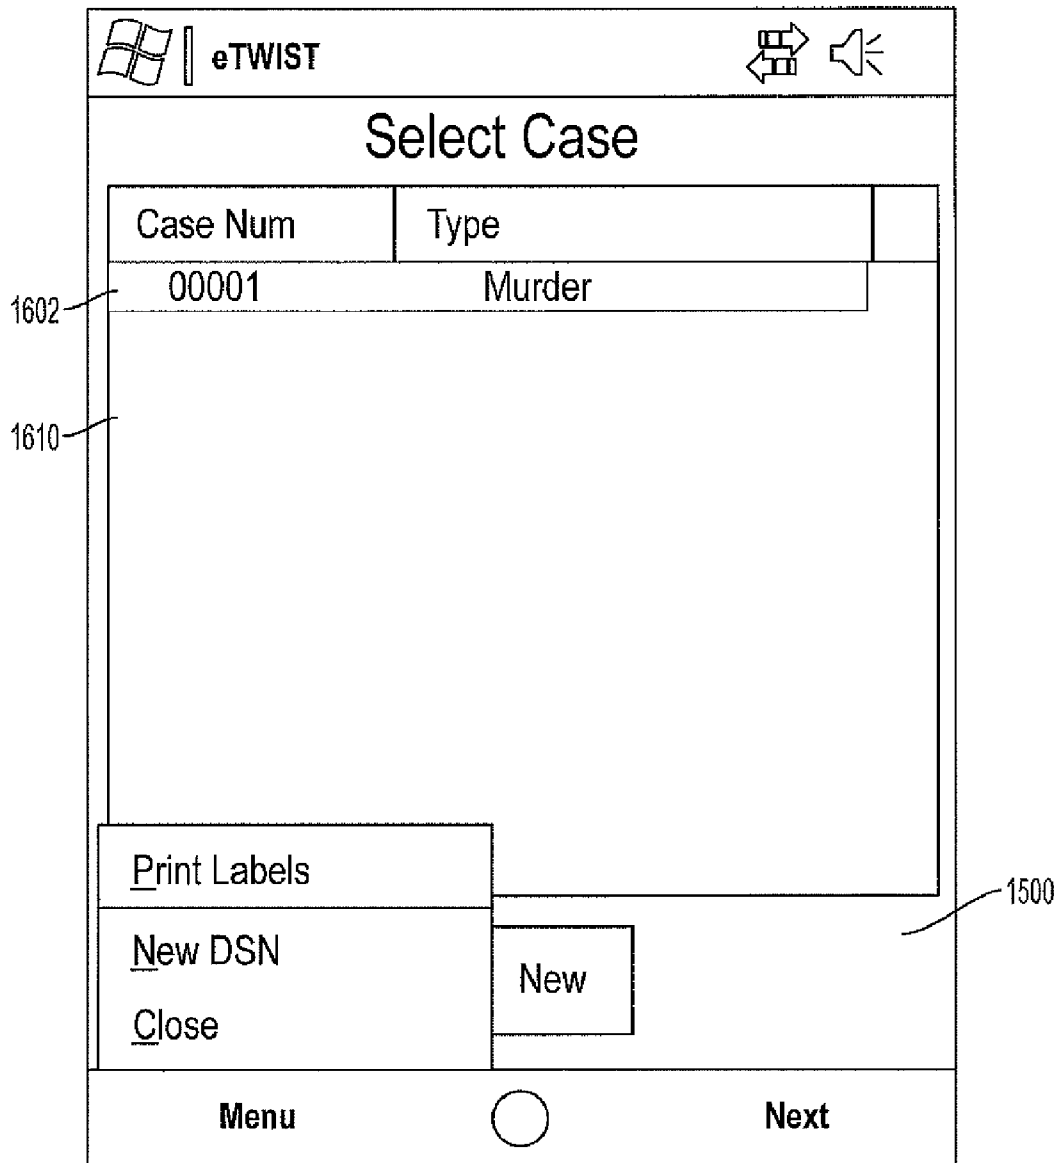 eTWIST
Select Case
Case Num Type
00001 Murder
1602
1610
Print Labels
New DSN
Close
New
1500
Menu Next